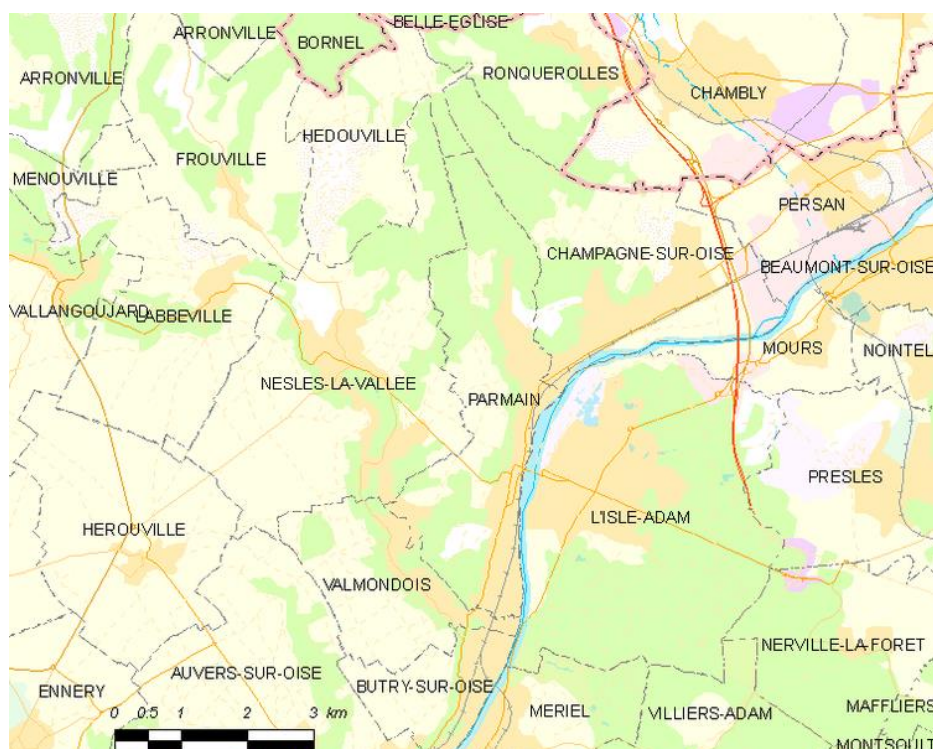 BELLE-EGLISE
ARRONVILLE
BORNEL
ARRONVILLE
RONQUEROLLES
CHAMBLY
HEDOUVILLE
FROUVILLE
MENOUVILLE
PERSAN
CHAMPAGNE-SUR-OISE
BEAUMONT-SUR-OISE
VALLANGOUJARD
LABBEVILLE
MOURS
NOINTEL
NESLES-LA-VALLEE
PARMAIN
PRESLES
L'ISLE-ADAM
HEROUVILLE
VALMONDOIS
NERVILLE-LA-FORET
AUVERS-SUR-OISE
BUTRY-SUR-OISE
ENNERY
MAFFLIERS
MERIEL
VILLIERS-ADAM
0 0.5 1 2 3 km
MONTSOULT